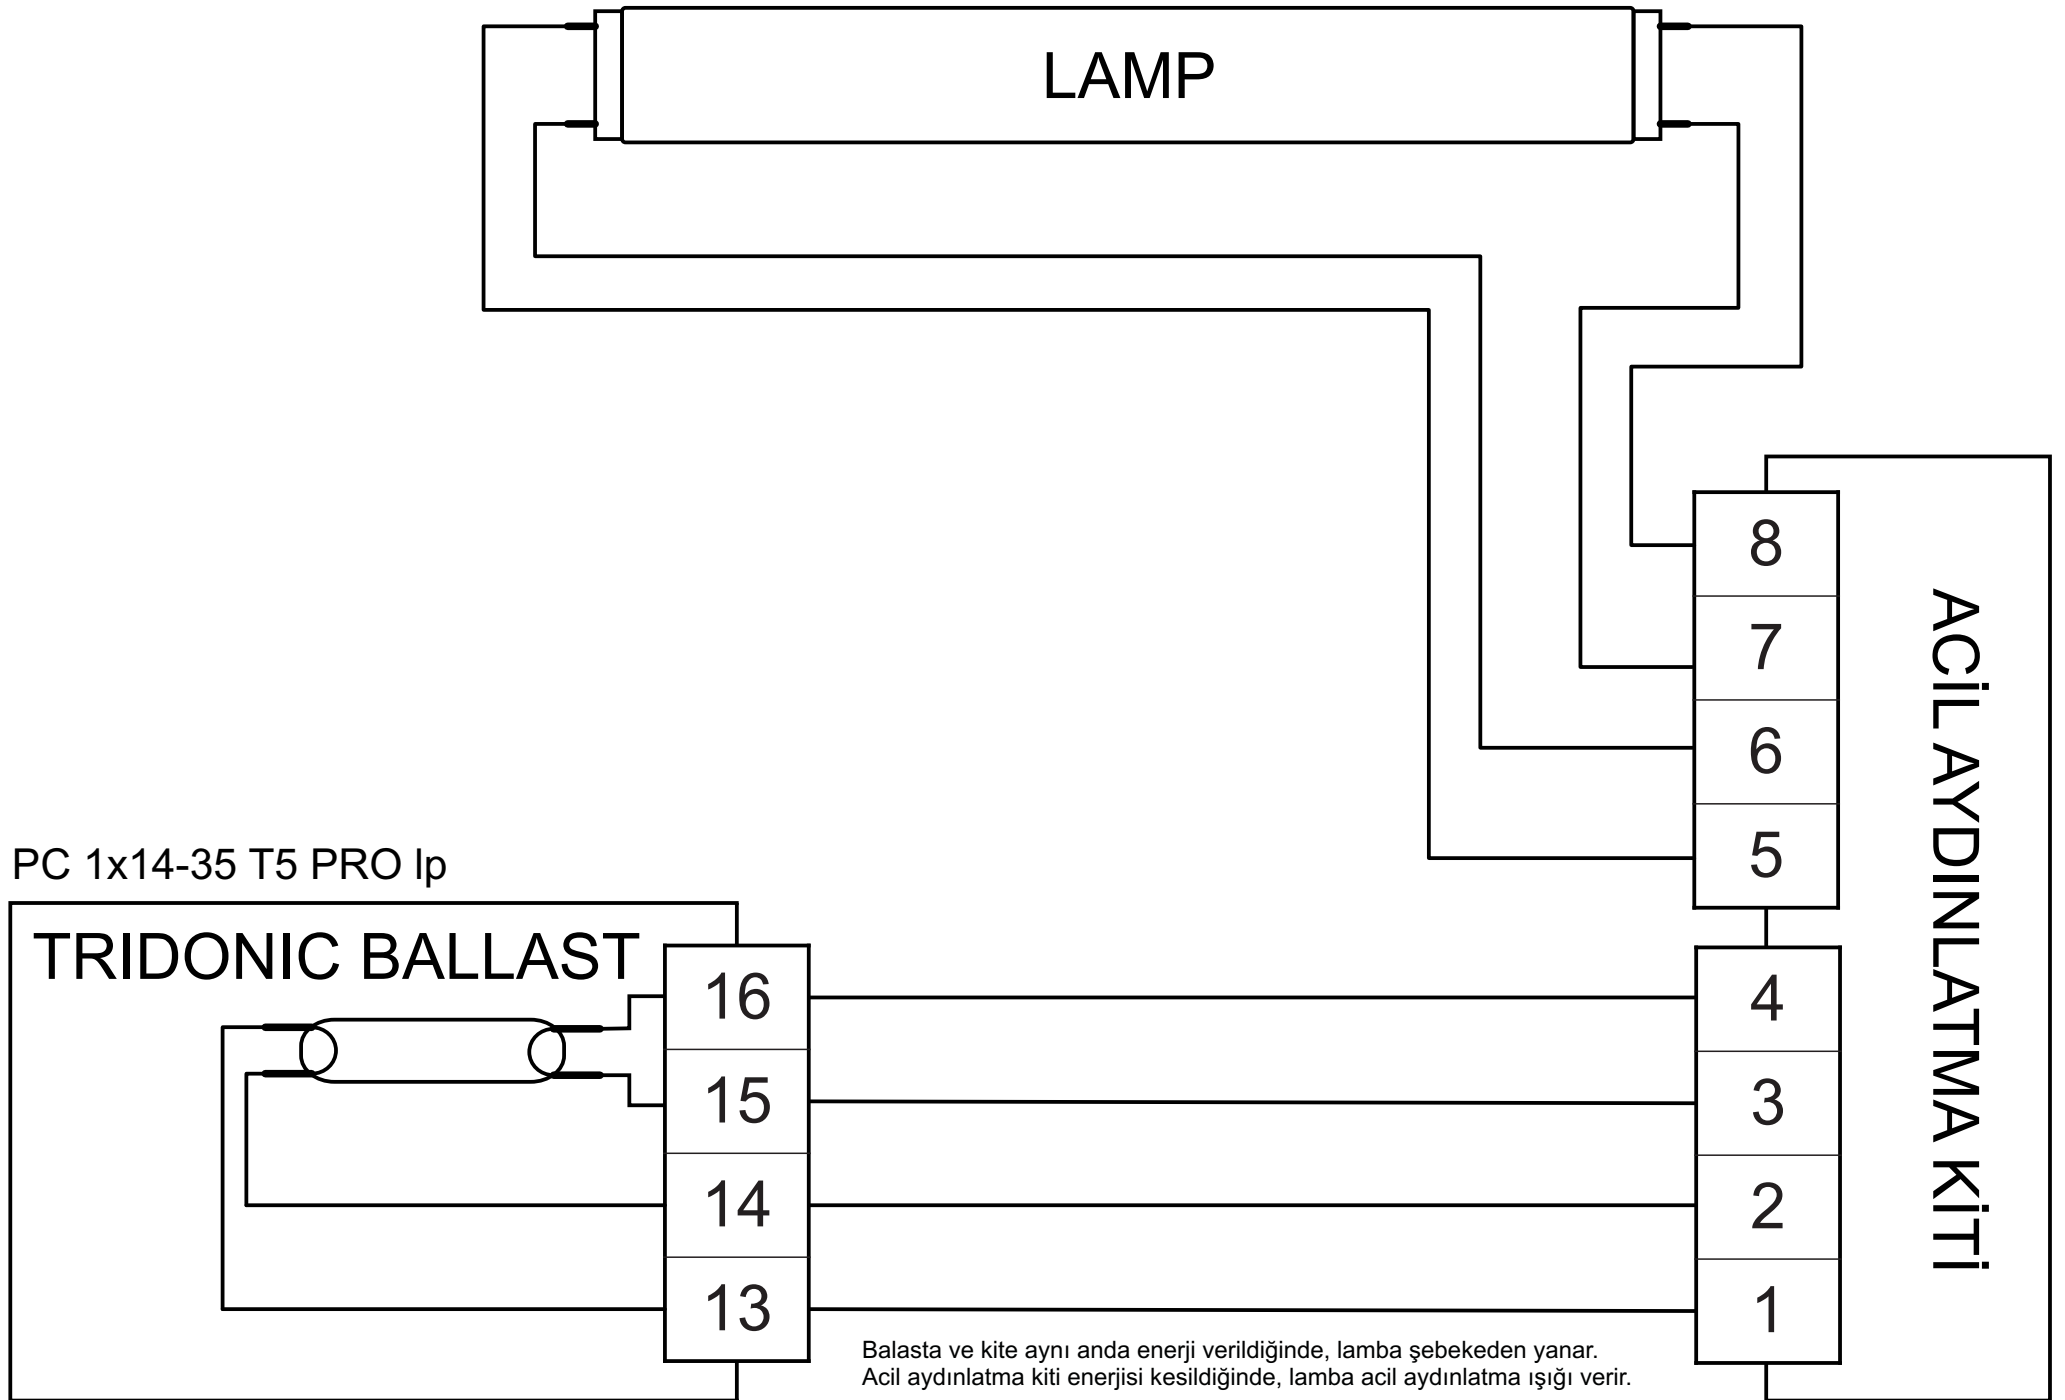 LAMP
8
7
6
5
ACİL AYDINLATMA KİTİ
PC 1x14-35 T5 PRO lp
TRIDONIC BALLAST
16
15
14
13
4
3
2
1
Balasta ve kite aynı anda enerji verildiğinde, lamba şebekeden yanar.
Acil aydınlatma kiti enerjisi kesildiğinde, lamba acil aydınlatma ışığı verir.